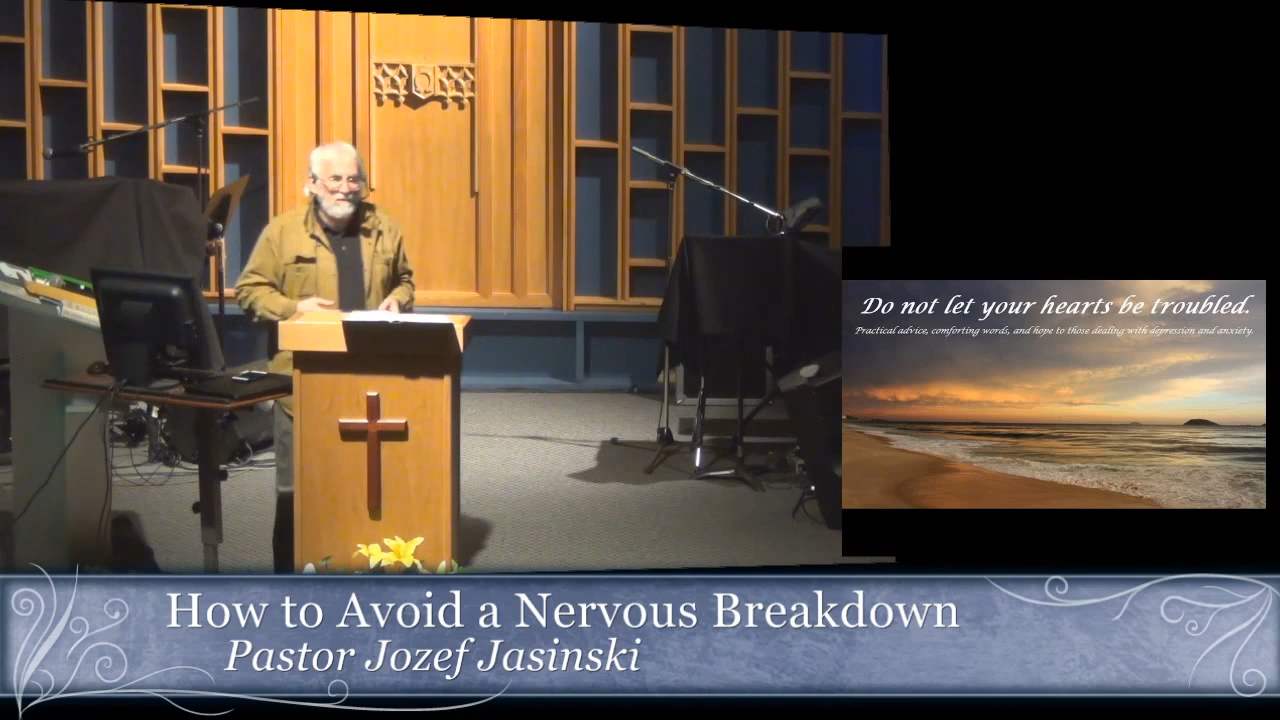 Do not let your hearts be troubled.
Practical advice, comforting words, and hope to those dealing with depression and anxiety.
How to Avoid a Nervous Breakdown
Pastor Jozef Jasinski